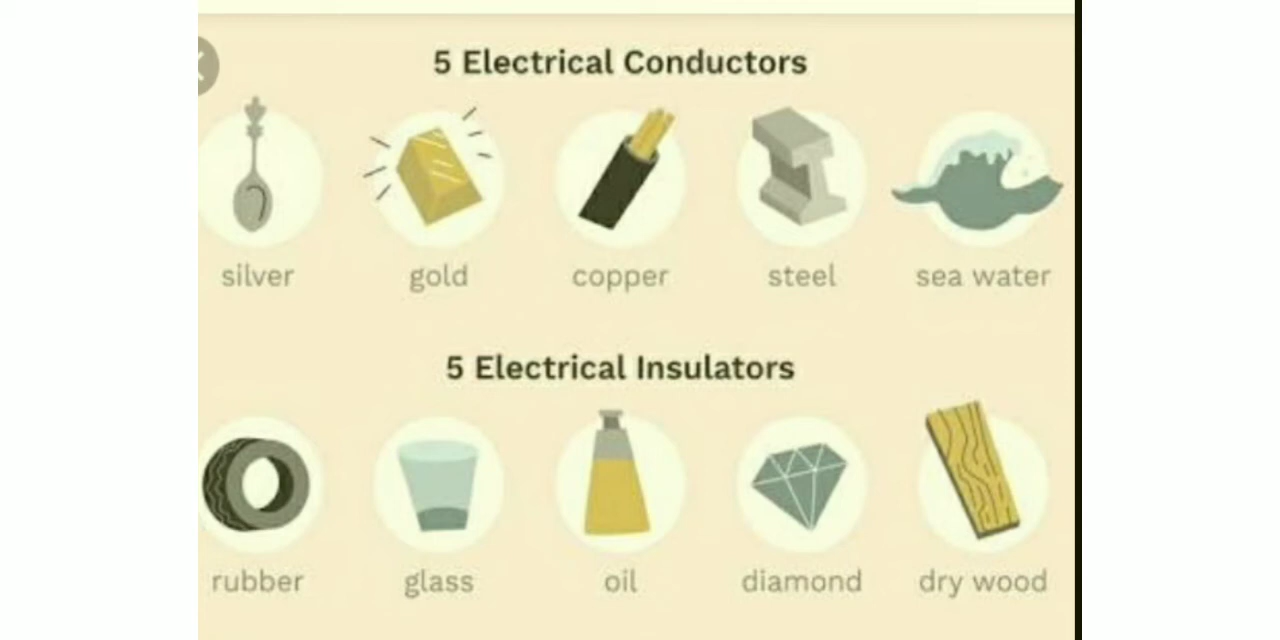 5 Electrical Conductors
silver gold copper steel sea water
5 Electrical Insulators
rubber glass oil diamond dry wood